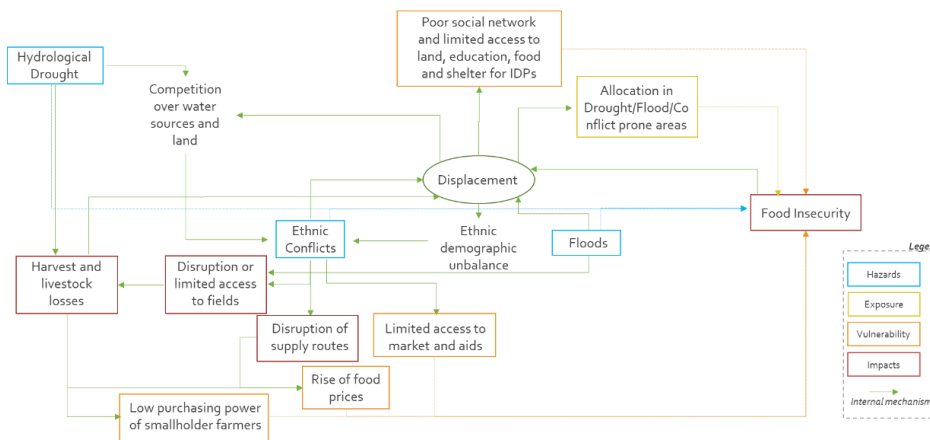 Poor social network
and limited access to
land, education, food
and shelter for IDPs
Hydrological
Drought
Competition
over water
sources and
land
Allocation in
Drought/Flood/Co
nflict prone areas
Displacement
Food Insecurity
Ethnic
Conflicts
Ethnic
demographic
unbalance
Floods
Harvest and
livestock
losses
Disruption or
limited access
to fields
Disruption of
supply routes
Limited access to
market and aids
Rise of food
prices
Low purchasing power
of smallholder farmers
Lege
Hazards
Exposure
Vulnerability
Impacts
Internal mechanism